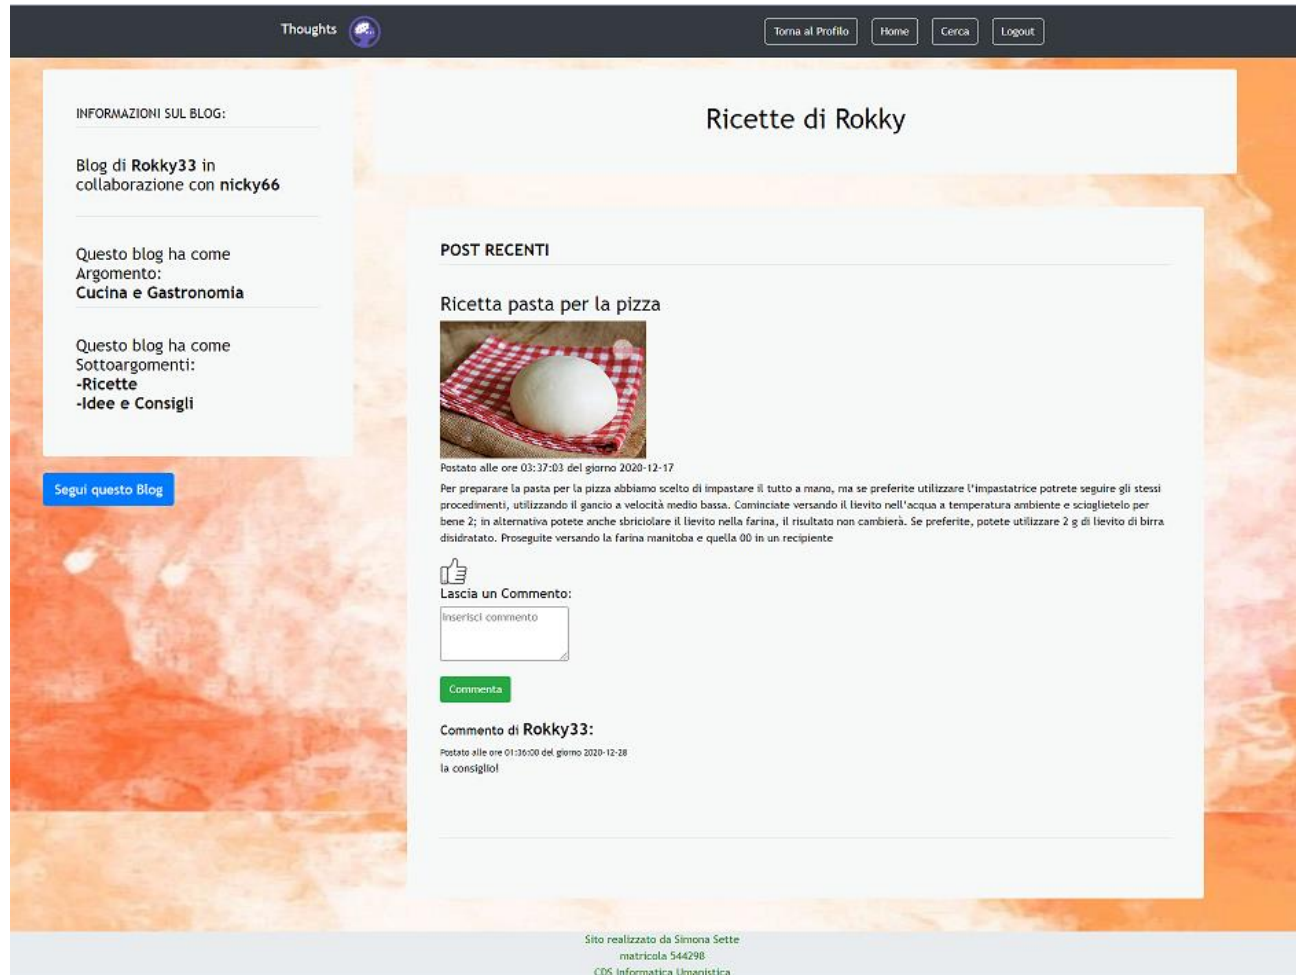 Thoughts
Torna al Profilo
Home
Cerca
Logout
INFORMAZIONI SUL BLOG:
Blog di Rokky33 in
collaborazione con nicky66
Questo blog ha come
Argomento:
Cucina e Gastronomia
Questo blog ha come
Sottoargomenti:
-Ricette
-Idee e Consigli
Segui questo Blog
Ricette di Rokky
POST RECENTI
Ricetta pasta per la pizza
Postato alle ore 03:37:03 del giorno 2020-12-17
Per preparare la pasta per la pizza abbiamo scelto di impastare il tutto a mano, ma se preferite utilizzare l'impastatrice potrete seguire gli stessi
procedimenti, utilizzando il gancio a velocità medio bassa. Cominciate versando il lievito nell'acqua a temperatura ambiente e scioglietelo per
bene 2; in alternativa potete anche sbriciolare il lievito nella farina, il risultato non cambierà. Se preferite, potete utilizzare 2 g di lievito di birra
disidratato. Proseguite versando la farina manitoba e quella 00 in un recipiente
Lascia un Commento:
Inserisci commento
Commenta
Commento di Rokky33:
Postato alle ore 01:36:00 del giorno 2020-12-28
la consiglio!
Sito realizzato da Simona Sette
matricola 544298
CDS Informatica Umanistica